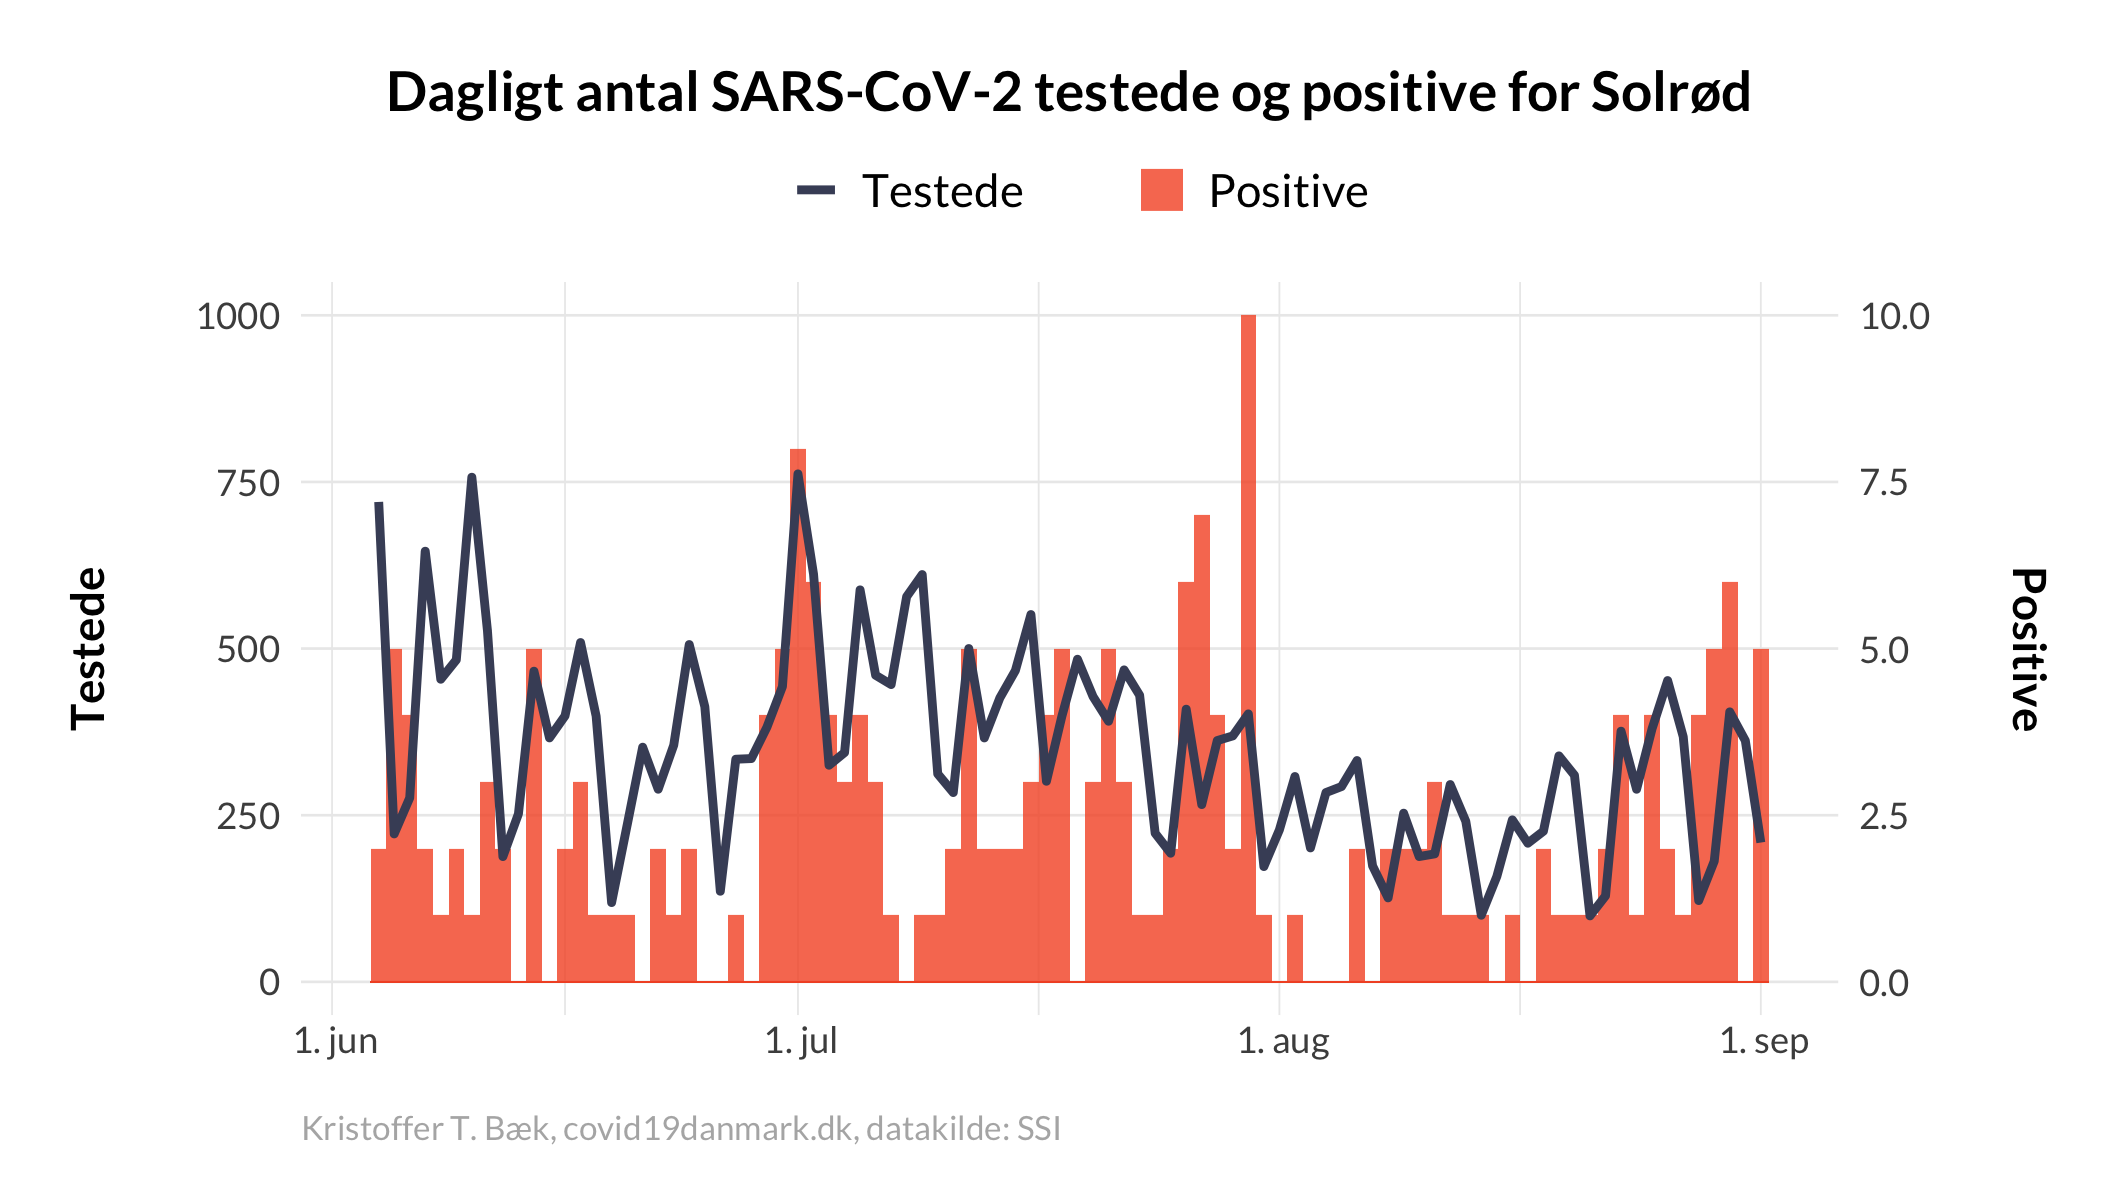 Dagligt antal SARS-CoV-2 testede og positive for Solrød
Testede Positive
1000 10.0
750 7.5
500 5.0
250 2.5
0 0.0
Testede
Positive
1. jun 1. jul 1. aug 1. sep
Kristoffer T. Bæk, covid19danmark.dk, datakilde: SSI